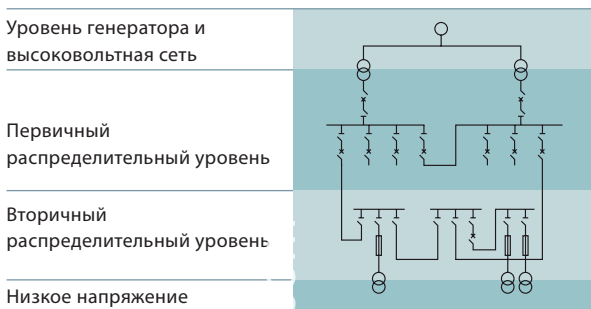 Уровень генератора и
высоковольтная сеть
Первичный
распределительный уровень
Вторичный
распределительный уровень
Низкое напряжение